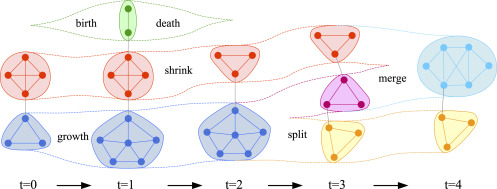 birth death
shrink
merge
growth
split
t=0 t=1 t=2 t=3 t=4